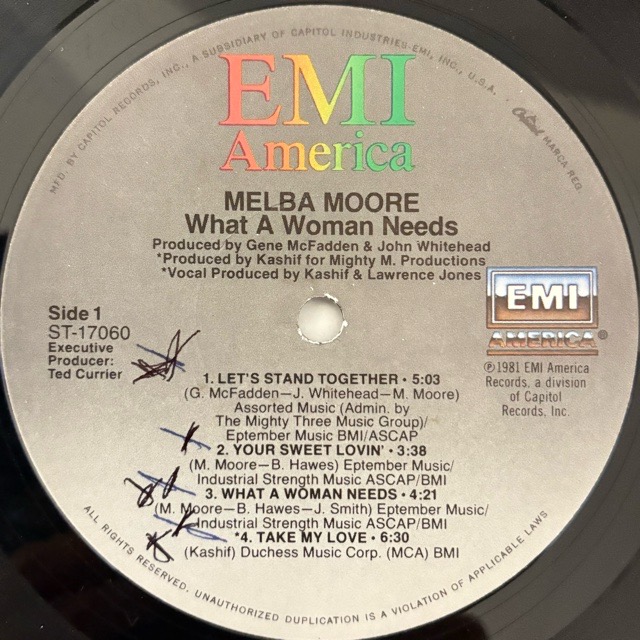 MFD. BY CAPITOL RECORDS, INC., A SUBSIDIARY OF CAPITOL INDUSTRIES-EMI, INC., U.S.A. · Capitol MARCA REG.
EMI
America
MELBA MOORE
What A Woman Needs
Produced by Gene McFadden & John Whitehead
*Produced by Kashif for Mighty M. Productions
*Vocal Produced by Kashif & Lawrence Jones
EMI
AMERICA®
Side 1
ST-17060
Executive
Producer:
Ted Currier
℗1981 EMI America
Records, a division
of Capitol
Records, Inc.
1. LET'S STAND TOGETHER • 5:03
(G. McFadden—J. Whitehead—M. Moore)
Assorted Music (Admin. by
The Mighty Three Music Group)/
Eptember Music BMI/ASCAP
2. YOUR SWEET LOVIN' • 3:38
(M. Moore—B. Hawes) Eptember Music/
Industrial Strength Music ASCAP/BMI
3. WHAT A WOMAN NEEDS • 4:21
(M. Moore—B. Hawes—J. Smith) Eptember Music/
Industrial Strength Music ASCAP/BMI
*4. TAKE MY LOVE • 6:30
(Kashif) Duchess Music Corp. (MCA) BMI
ALL RIGHTS RESERVED. UNAUTHORIZED DUPLICATION IS A VIOLATION OF APPLICABLE LAWS